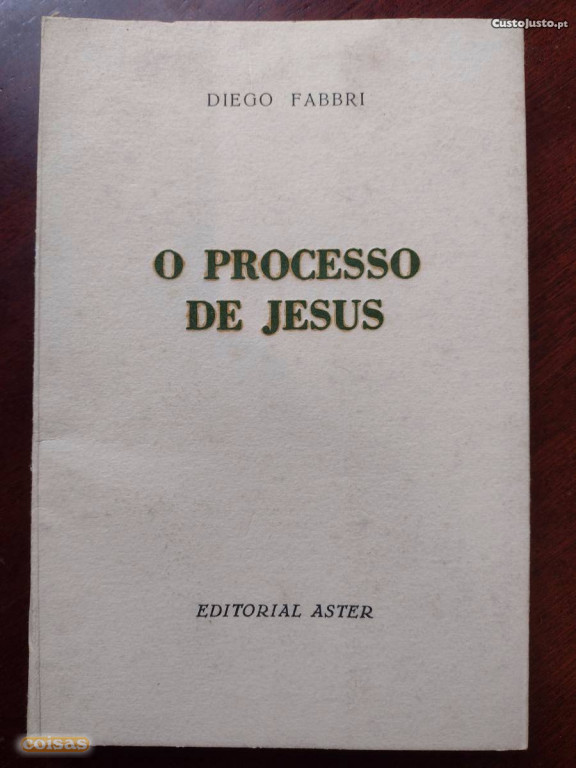 CustoJusto.pt
DIEGO FABBRI
O PROCESSO
DE JESUS
EDITORIAL ASTER
coisas